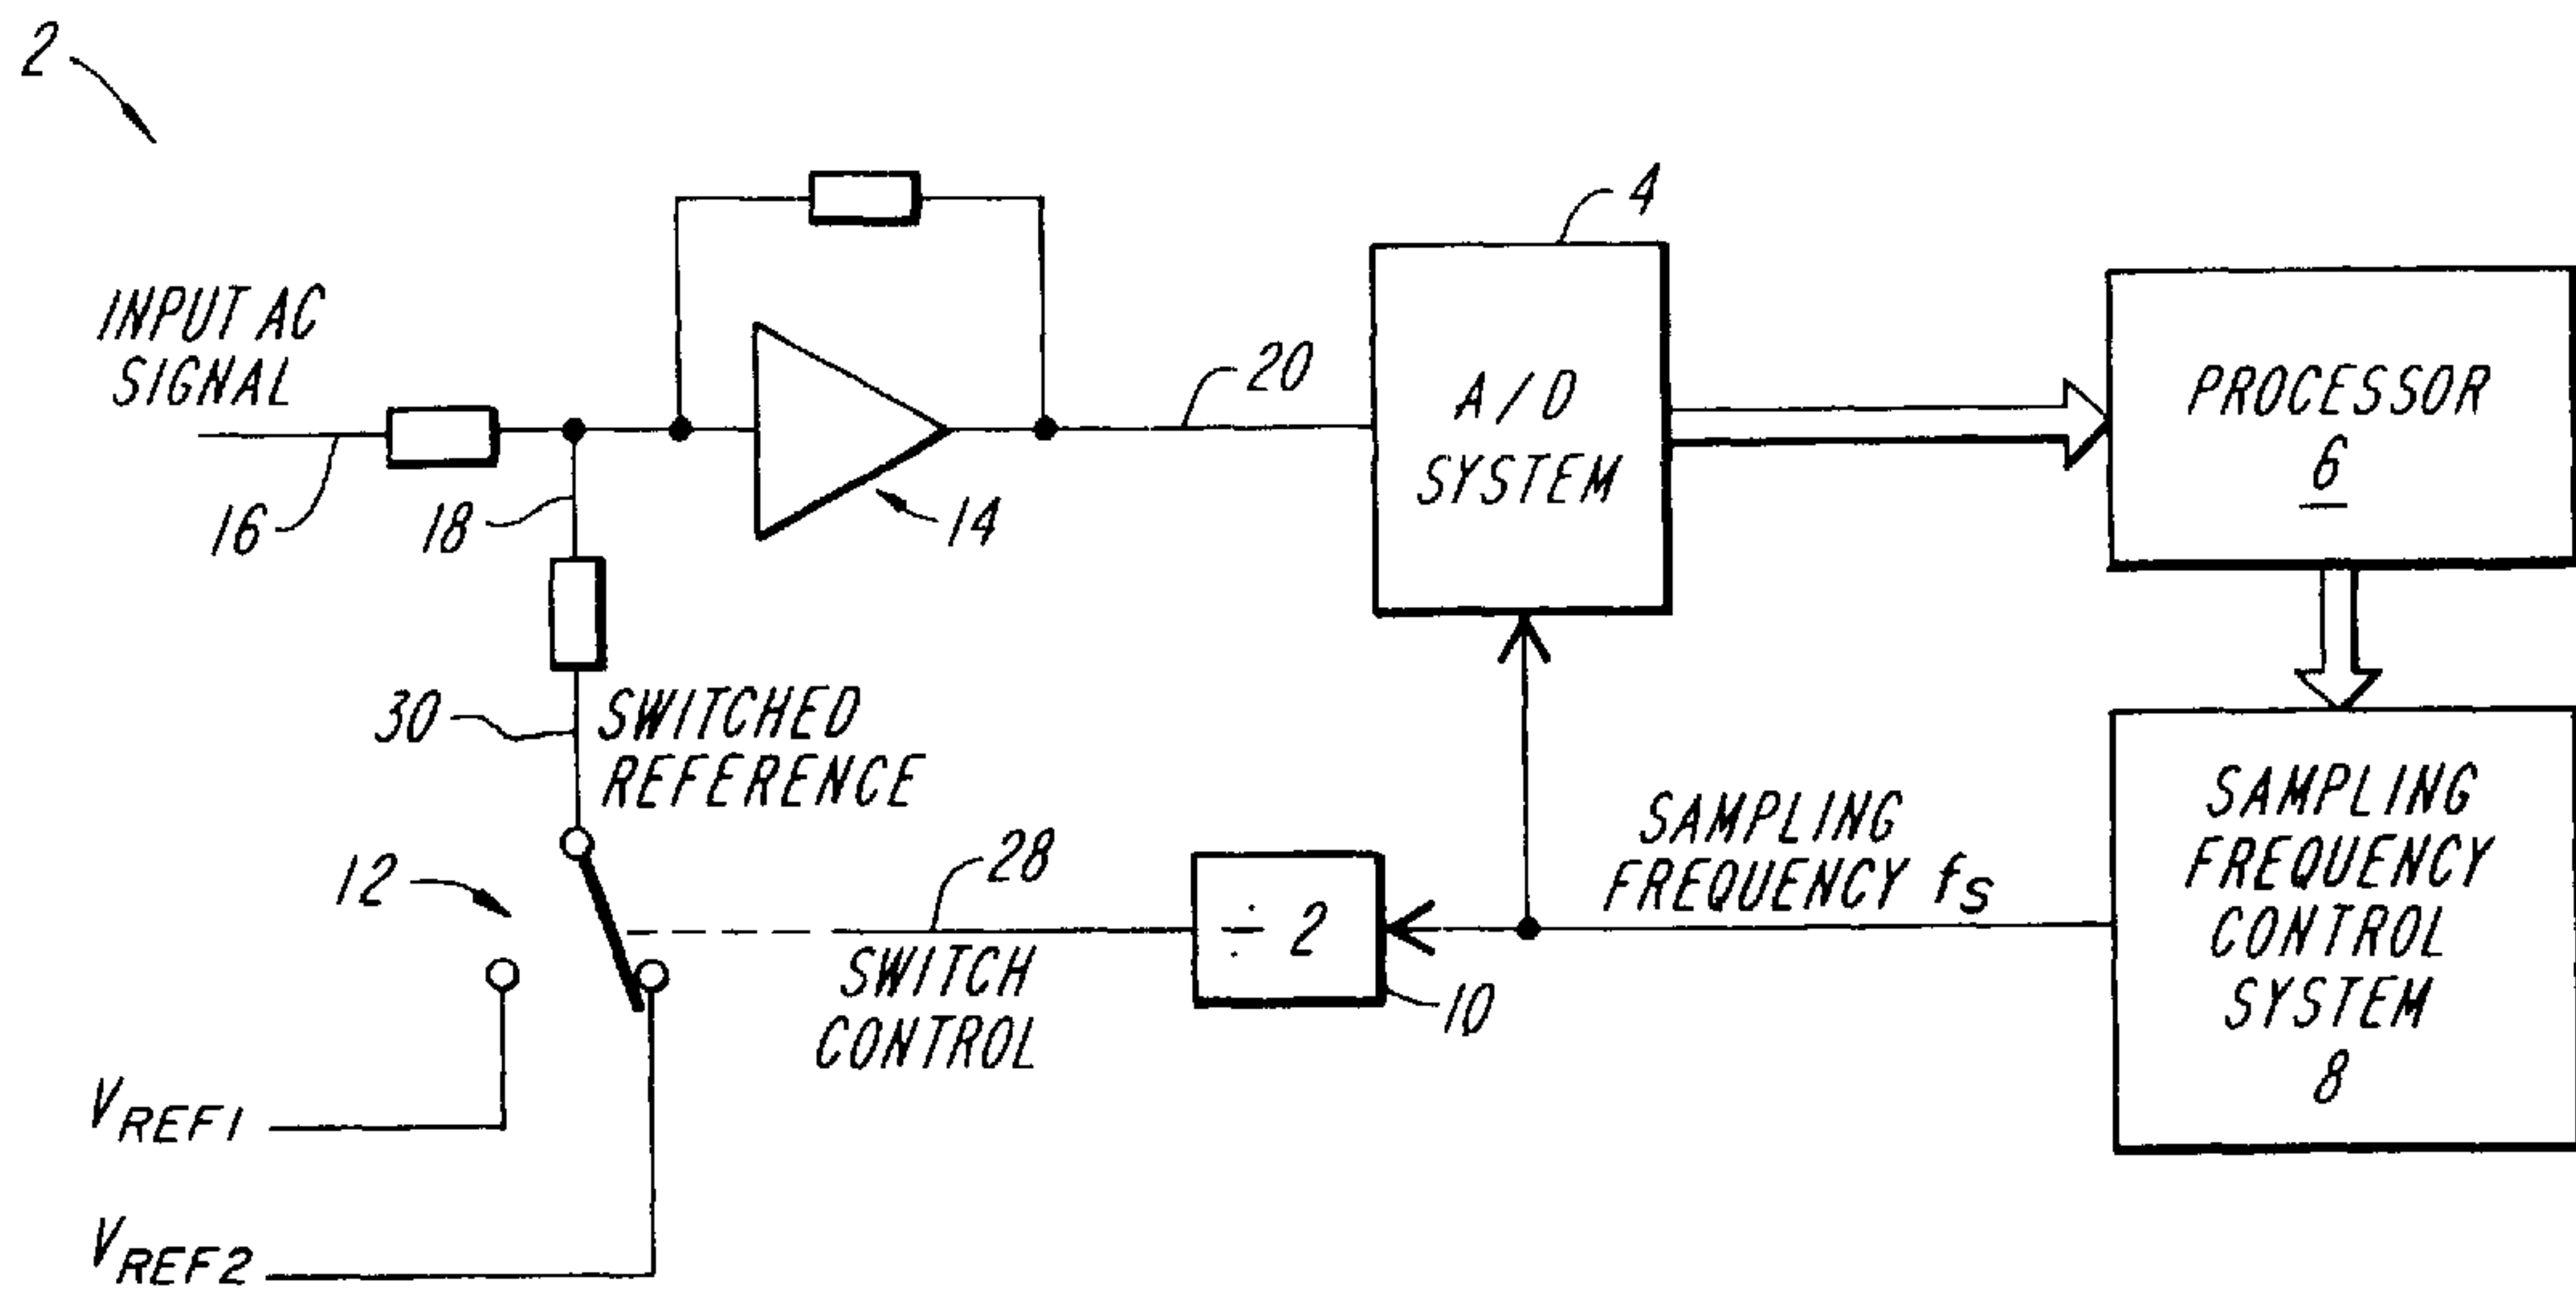 2
4
INPUT AC
SIGNAL
16
18
14
20
A/D
SYSTEM
PROCESSOR
6
30
SWITCHED
REFERENCE
12
28
SWITCH
CONTROL
÷ 2
10
SAMPLING
FREQUENCY fS
SAMPLING
FREQUENCY
CONTROL
SYSTEM
8
VREF1
VREF2